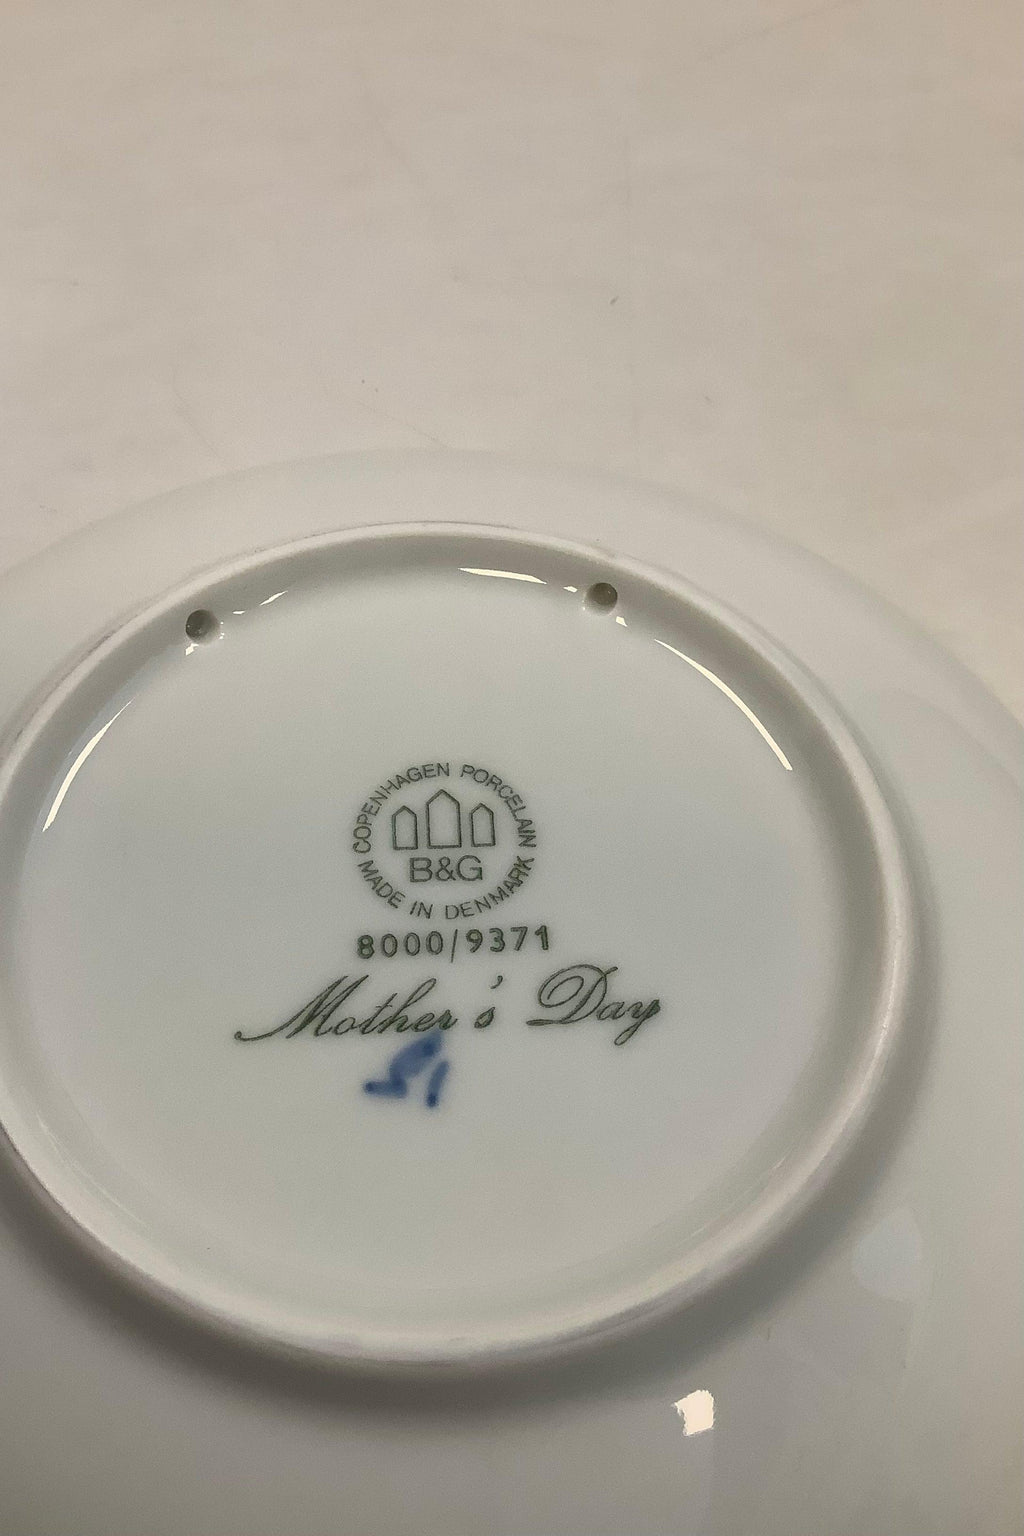 COPENHAGEN PORCELAIN
B&G
MADE IN DENMARK
8000/9371
Mother's Day